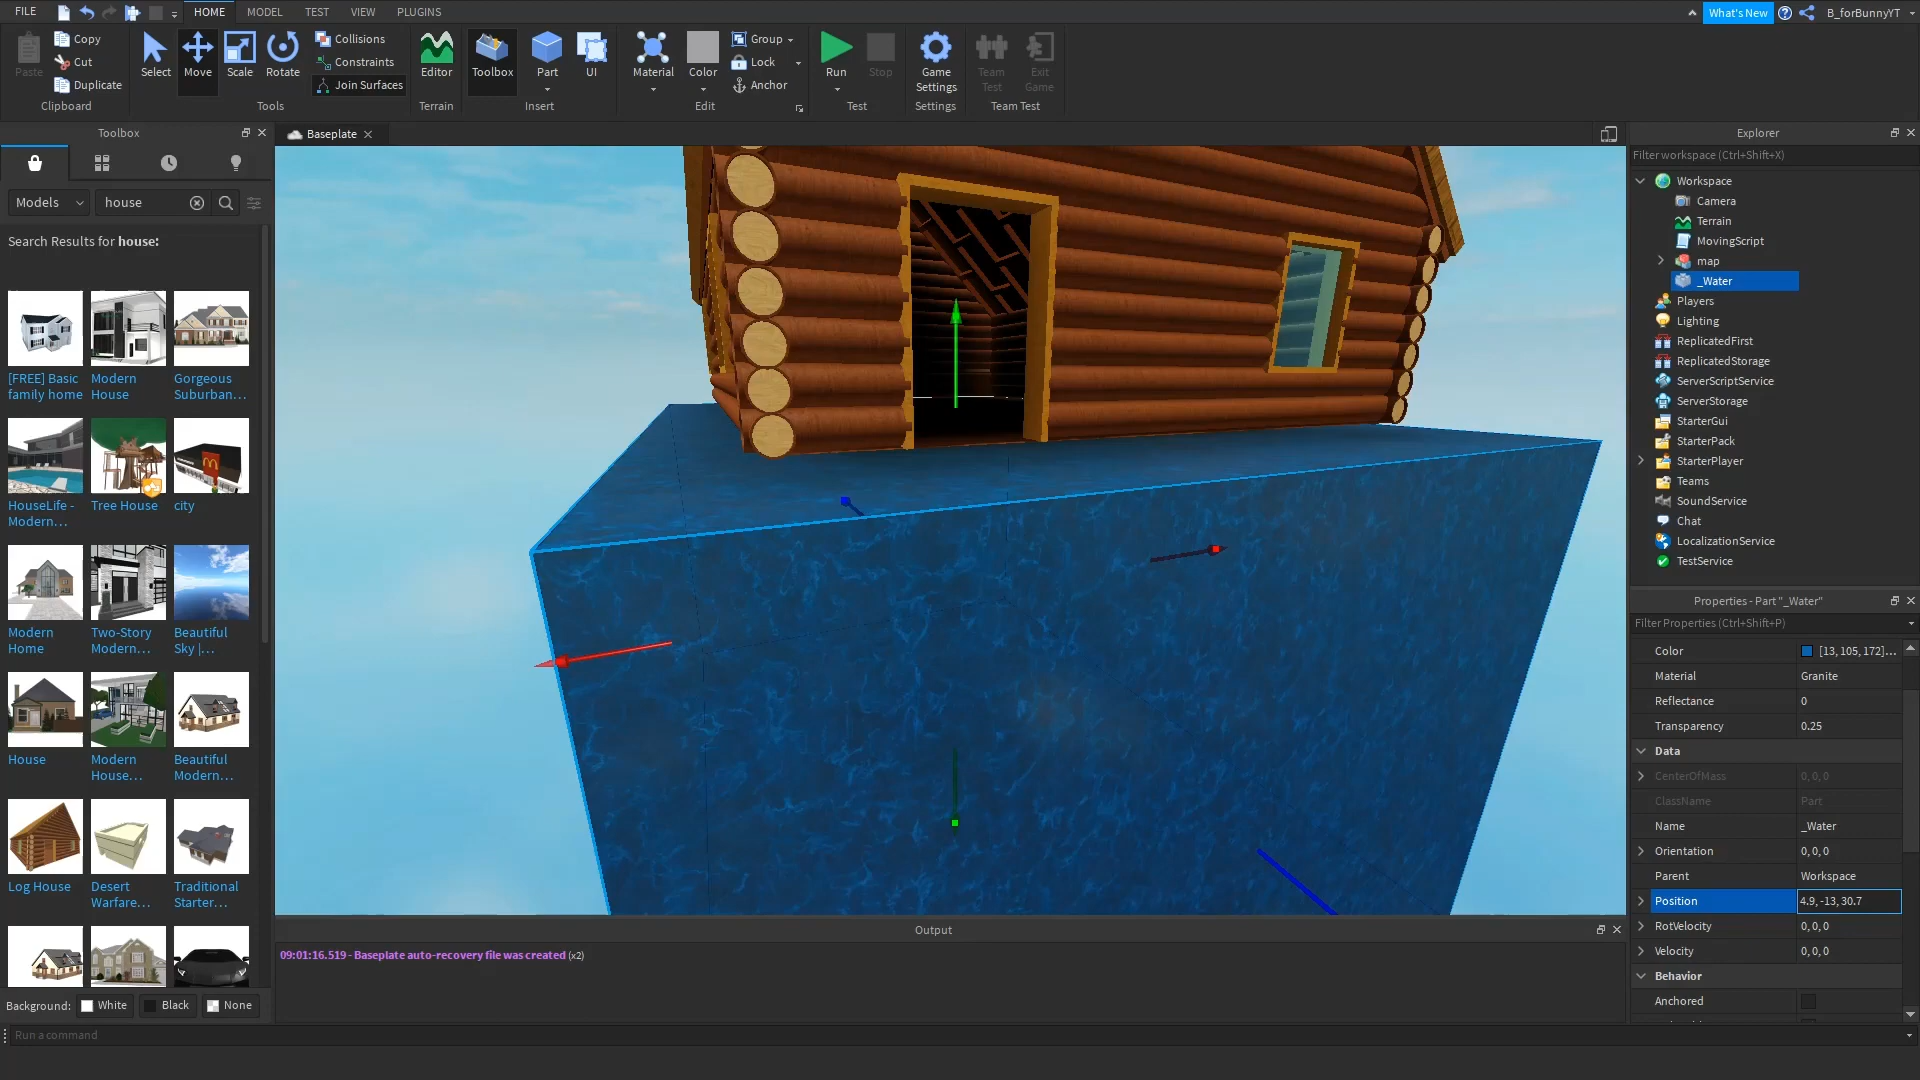 FILE
HOME
MODEL
TEST
VIEW
PLUGINS
What's New
B_forBunnyYT
Paste
Copy
Cut
Duplicate
Clipboard
Select
Move
Scale
Rotate
Collisions
Constraints
Join Surfaces
Tools
Editor
Terrain
Toolbox
Part
UI
Insert
Material
Color
Group
Lock
Anchor
Edit
Run
Stop
Test
Game
Settings
Settings
Team
Test
Exit
Game
Team Test
Toolbox
Models
house
Search Results for house:
[FREE] Basic
family home
Modern
House
Gorgeous
Suburban...
HouseLife -
Modern...
Tree House
city
Modern
Home
Two-Story
Modern...
Beautiful
Sky |...
House
Modern
House...
Beautiful
Modern...
Log House
Desert
Warfare...
Traditional
Starter...
Background:
White
Black
None
Run a command
Baseplate
Output
09:01:16.519 - Baseplate auto-recovery file was created (x2)
Explorer
Filter workspace (Ctrl+Shift+X)
Workspace
Camera
Terrain
MovingScript
map
_Water
Players
Lighting
ReplicatedFirst
ReplicatedStorage
ServerScriptService
ServerStorage
StarterGui
StarterPack
StarterPlayer
Teams
SoundService
Chat
LocalizationService
TestService
Properties - Part "_Water"
Filter Properties (Ctrl+Shift+P)
Color [13, 105, 172]...
Material Granite
Reflectance 0
Transparency 0.25
Data
CenterOfMass 0, 0, 0
ClassName Part
Name _Water
Orientation 0, 0, 0
Parent Workspace
Position 4.9, -13, 30.7
RotVelocity 0, 0, 0
Velocity 0, 0, 0
Behavior
Anchored